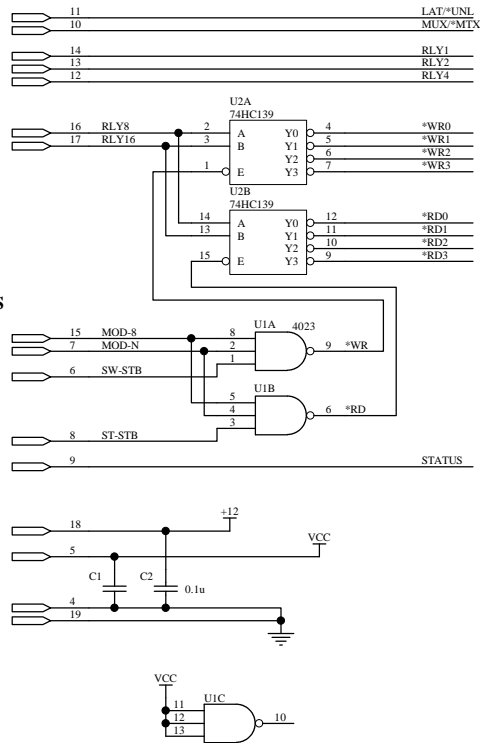 11 LAT/*UNL
10 MUX/*MTX
14 RLY1
13 RLY2
12 RLY4
U2A
74HC139
16 RLY8 2 A Y0 4 *WR0
17 RLY16 3 B Y1 5 *WR1
Y2 6 *WR2
1 E Y3 7 *WR3
U2B
74HC139
14 A Y0 12 *RD0
13 B Y1 11 *RD1
Y2 10 *RD2
15 E Y3 9 *RD3
S
U1A 4023
15 MOD-8 8
7 MOD-N 2 9 *WR
6 SW-STB 1
U1B
5
4 6 *RD
8 ST-STB 3
9 STATUS
+12
18
VCC
5
C1 C2
0.1u
4
19
VCC
U1C
11
12 10
13